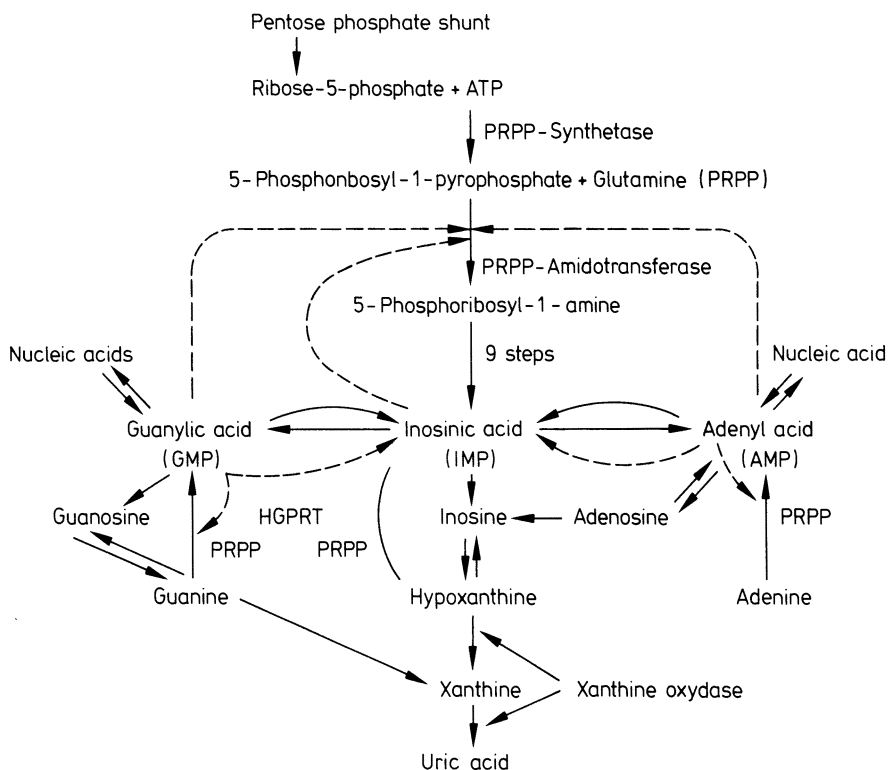 Pentose phosphate shunt
Ribose-5-phosphate + ATP
PRPP-Synthetase
5-Phosphonbosyl-1-pyrophosphate + Glutamine (PRPP)
PRPP-Amidotransferase
5-Phosphoribosyl-1-amine
Nucleic acids
9 steps
Nucleic acid
Guanylic acid
(GMP)
Inosinic acid
(IMP)
Adenyl acid
(AMP)
Guanosine
HGPRT
Inosine
Adenosine
PRPP
PRPP
PRPP
Guanine
Hypoxanthine
Adenine
Xanthine
Xanthine oxydase
Uric acid